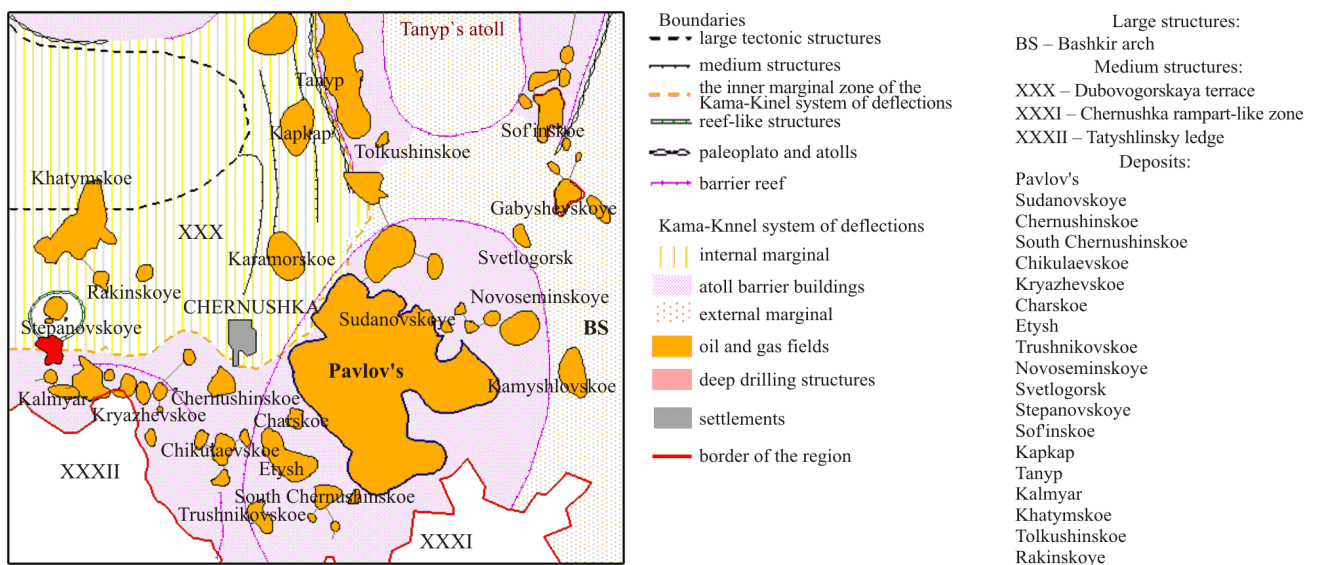 Tanyp`s atoll
Tanyp
Kapkap
Sof'inskoe
Tolkushinskoe
Khatymskoe
Gabyshevskoye
XXX
Karamorskoe
Svetlogorsk
Rakinskoye
CHERNUSHKA
Novoseminskoye
Stepanovskoye
Sudanovskoye
BS
Pavlov's
Kamyshlovskoe
Kalmyar
Chernushinskoe
Kryazhevskoe
Charskoe
Chikulaevskoe
XXXII
Etysh
South Chernushinskoe
Trushnikovskoe
XXXI
Boundaries
large tectonic structures
medium structures
the inner marginal zone of the
Kama-Kinel system of deflections
reef-like structures
paleoplato and atolls
barrier reef
Kama-Knnel system of deflections
internal marginal
atoll barrier buildings
external marginal
oil and gas fields
deep drilling structures
settlements
border of the region
Large structures:
BS – Bashkir arch
Medium structures:
XXX – Dubovogorskaya terrace
XXXI – Chernushka rampart-like zone
XXXII – Tatyshlinsky ledge
Deposits:
Pavlov's
Sudanovskoye
Chernushinskoe
South Chernushinskoe
Chikulaevskoe
Kryazhevskoe
Charskoe
Etysh
Trushnikovskoe
Novoseminskoye
Svetlogorsk
Stepanovskoye
Sof'inskoe
Kapkap
Tanyp
Kalmyar
Khatymskoe
Tolkushinskoe
Rakinskoye